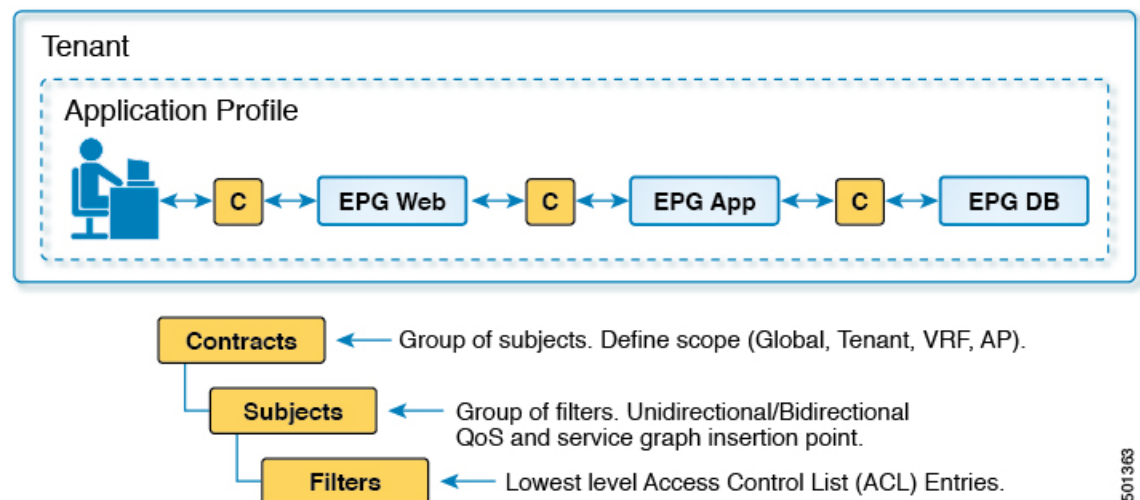 Tenant
Application Profile
C
EPG Web
C
EPG App
C
EPG DB
Contracts
Group of subjects. Define scope (Global, Tenant, VRF, AP).
Subjects
Group of filters. Unidirectional/Bidirectional
QoS and service graph insertion point.
Filters
Lowest level Access Control List (ACL) Entries.
501363